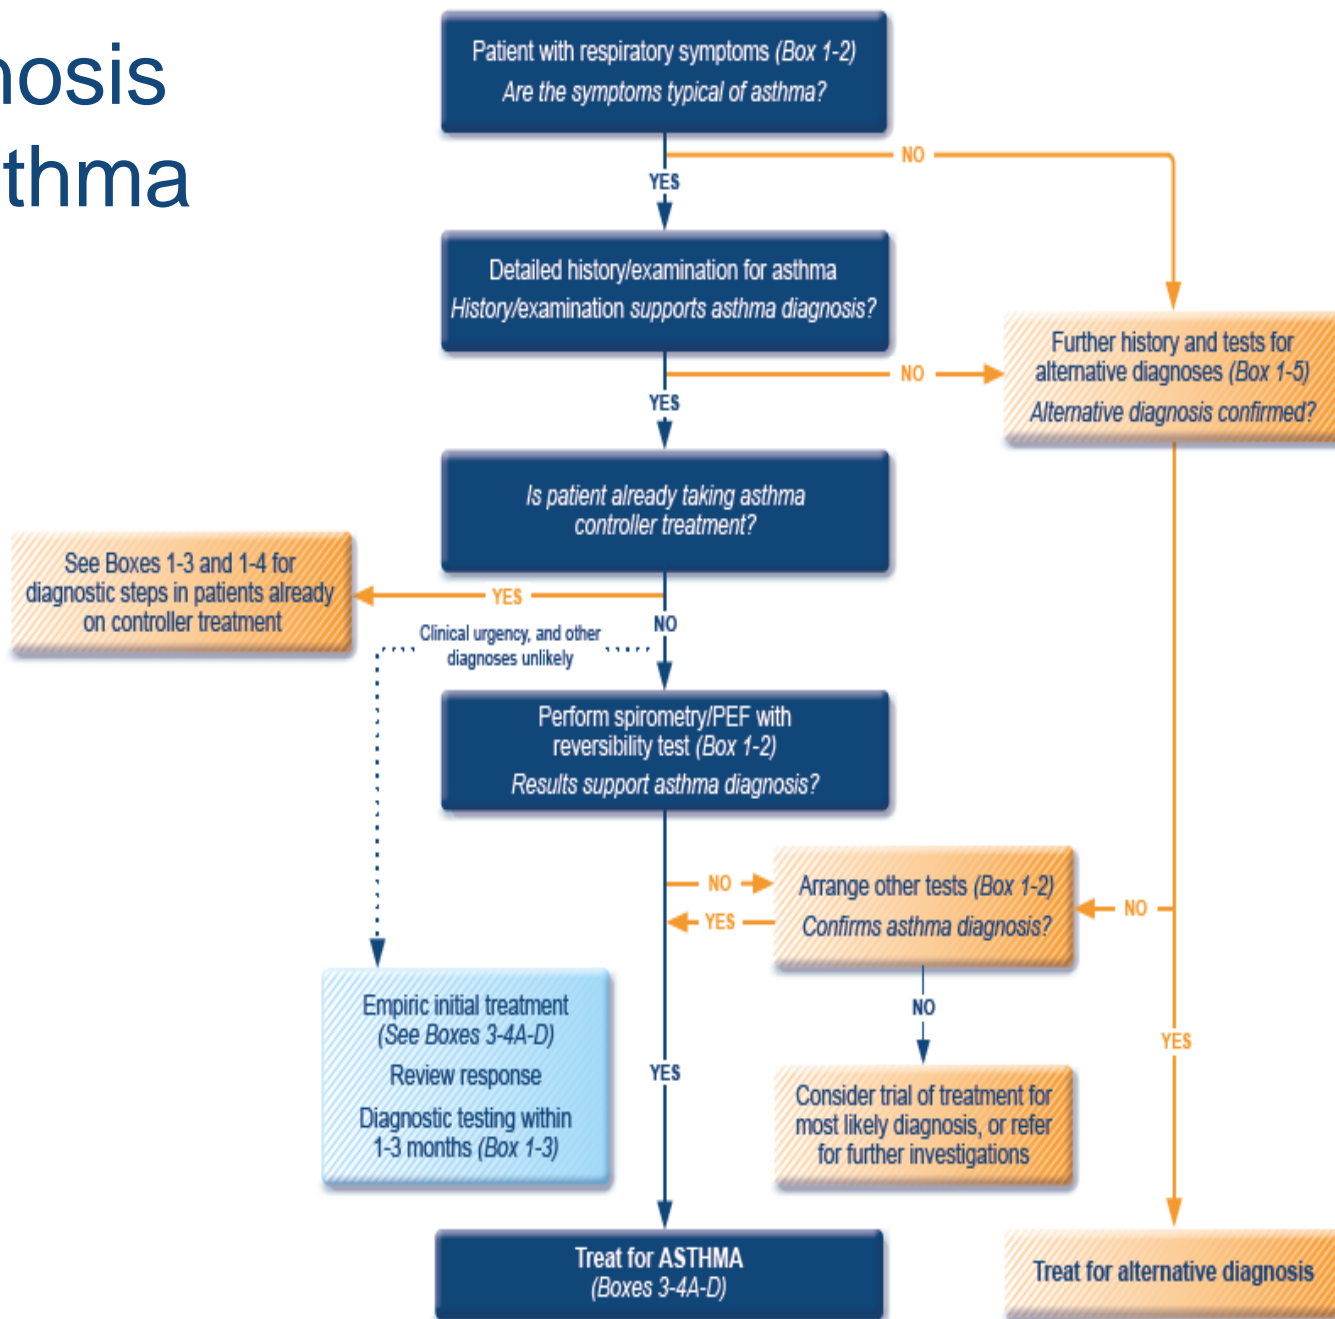 nosis
thma
Patient with respiratory symptoms (Box 1-2)
Are the symptoms typical of asthma?
NO
YES
Detailed history/examination for asthma
History/examination supports asthma diagnosis?
Further history and tests for
alternative diagnoses (Box 1-5)
Alternative diagnosis confirmed?
NO
YES
Is patient already taking asthma
controller treatment?
See Boxes 1-3 and 1-4 for
diagnostic steps in patients already
on controller treatment
YES
NO
Clinical urgency, and other
diagnoses unlikely
Perform spirometry/PEF with
reversibility test (Box 1-2)
Results support asthma diagnosis?
NO
YES
Arrange other tests (Box 1-2)
Confirms asthma diagnosis?
NO
NO
YES
Empiric initial treatment
(See Boxes 3-4A-D)
Review response
Diagnostic testing within
1-3 months (Box 1-3)
YES
Consider trial of treatment for
most likely diagnosis, or refer
for further investigations
Treat for ASTHMA
(Boxes 3-4A-D)
Treat for alternative diagnosis